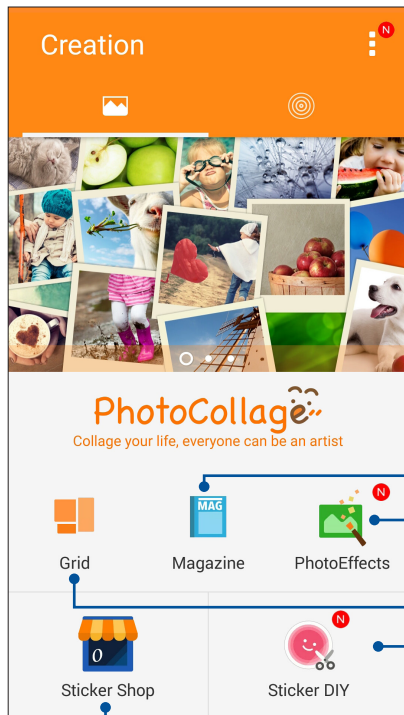 Creation
N
PhotoCollage
Collage your life, everyone can be an artist
MAG
N
Grid
Magazine
PhotoEffects
N
0
Sticker Shop
Sticker DIY